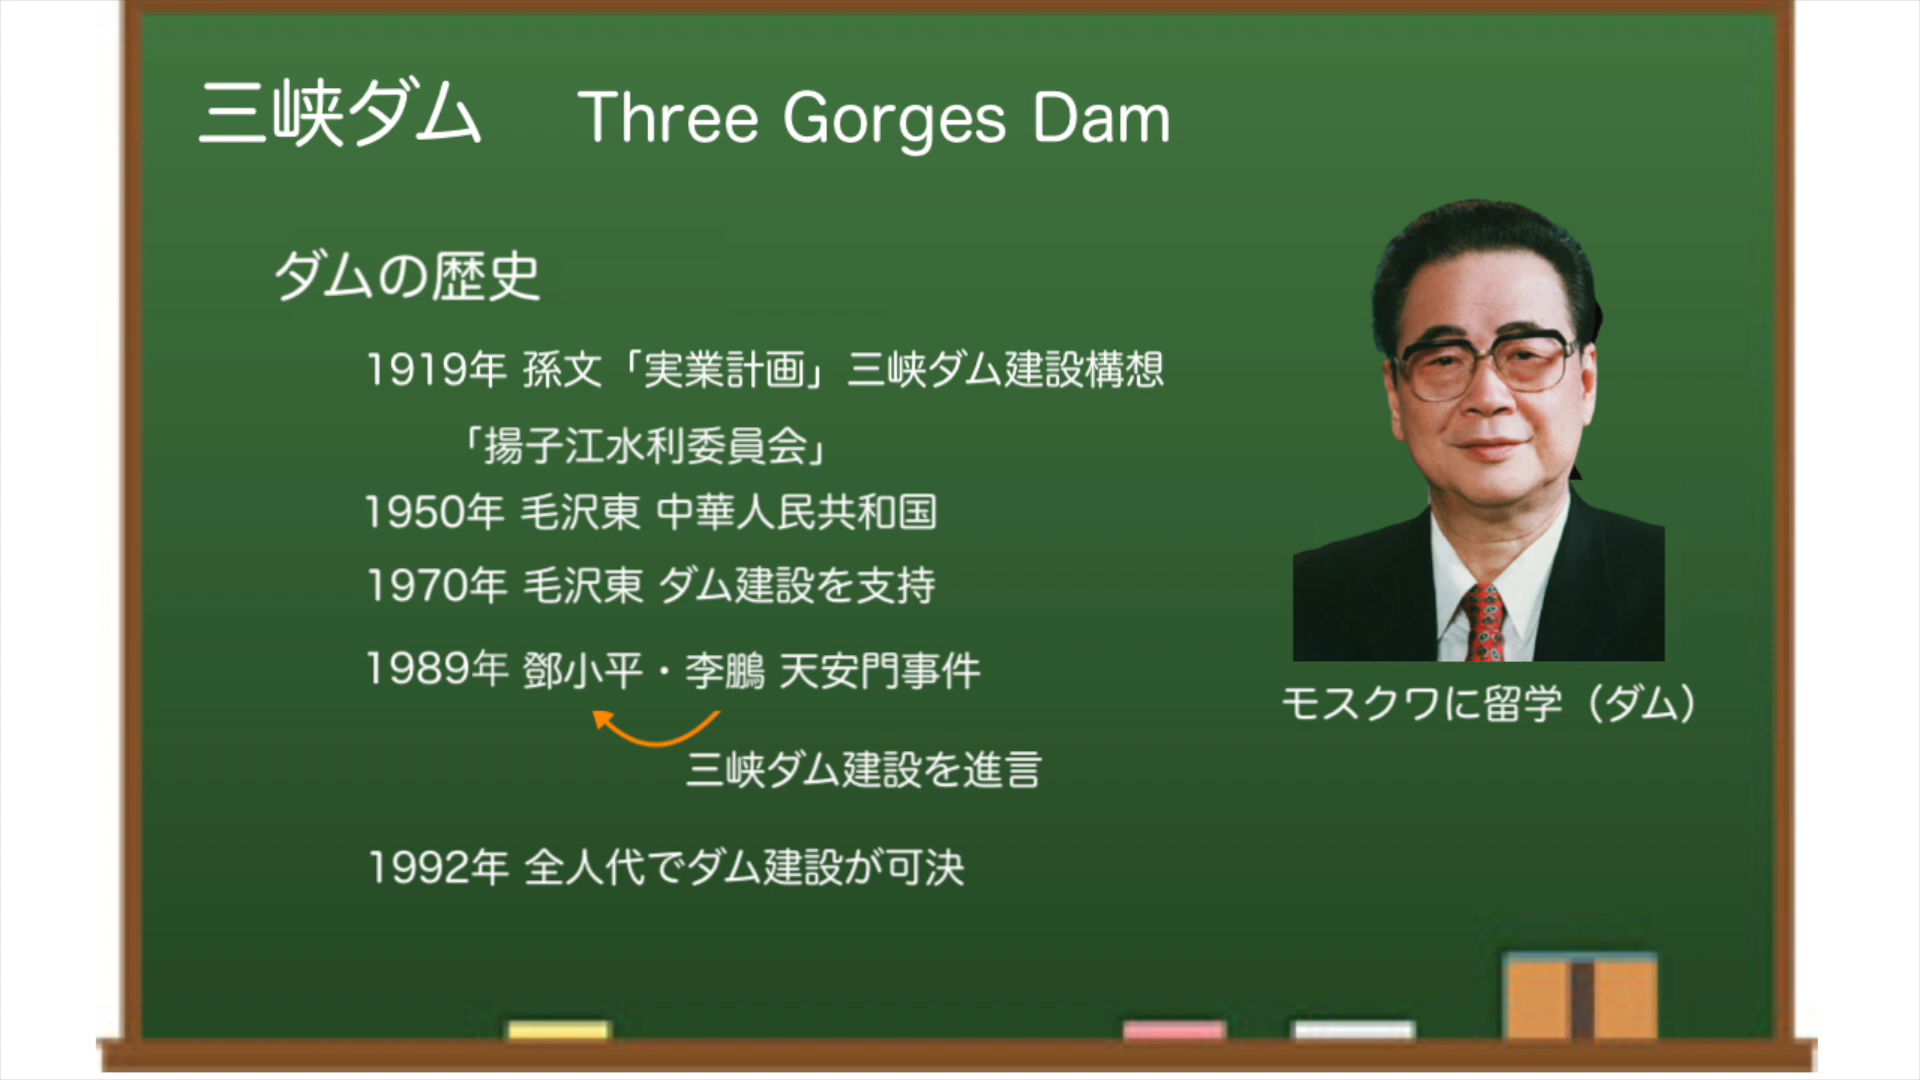 三峡ダム Three Gorges Dam
ダムの歴史
1919年 孫文「実業計画」三峡ダム建設構想
「揚子江水利委員会」
1950年 毛沢東 中華人民共和国
1970年 毛沢東 ダム建設を支持
1989年 鄧小平・李鵬 天安門事件
三峡ダム建設を進言
1992年 全人代でダム建設が可決
モスクワに留学（ダム）